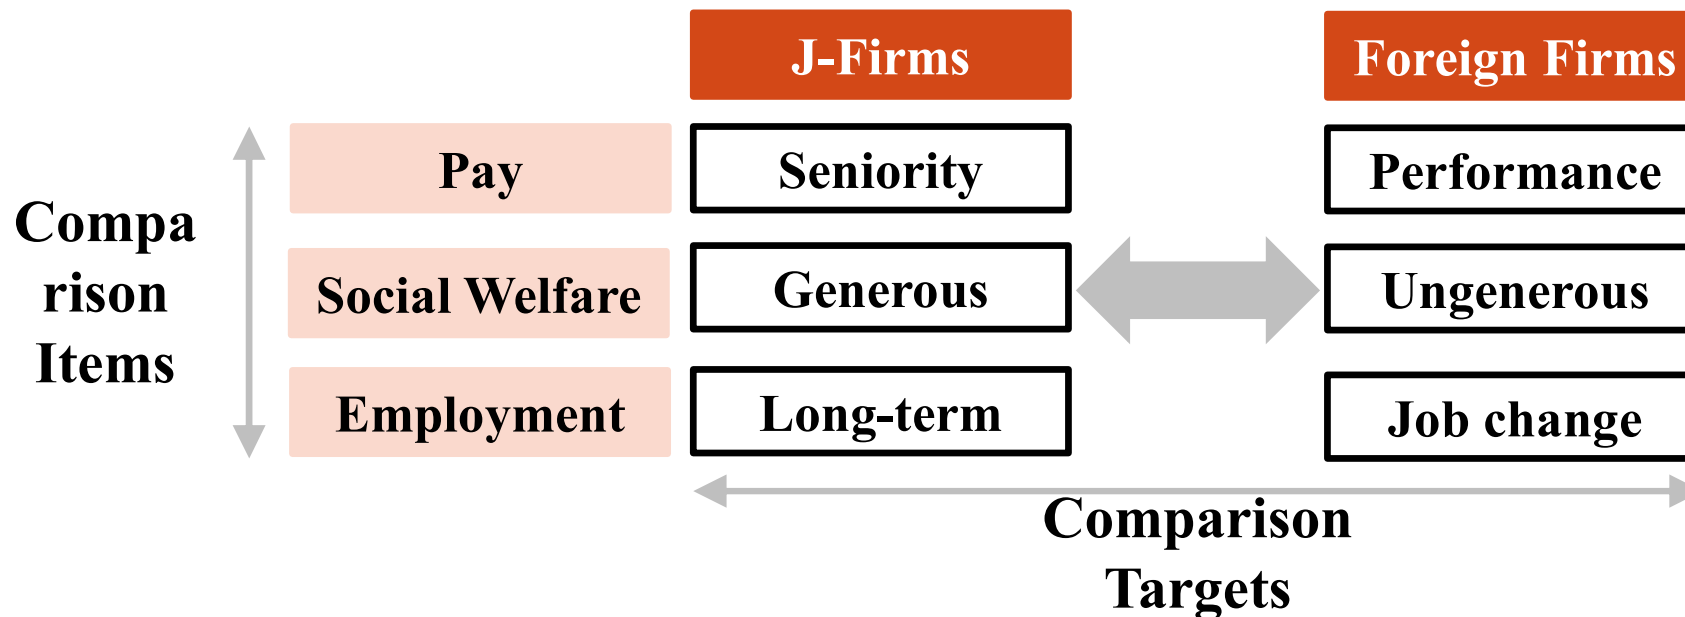 J-Firms
Foreign Firms
Pay
Seniority
Performance
Compa
rison
Items
Social Welfare
Generous
Ungenerous
Employment
Long-term
Job change
Comparison
Targets